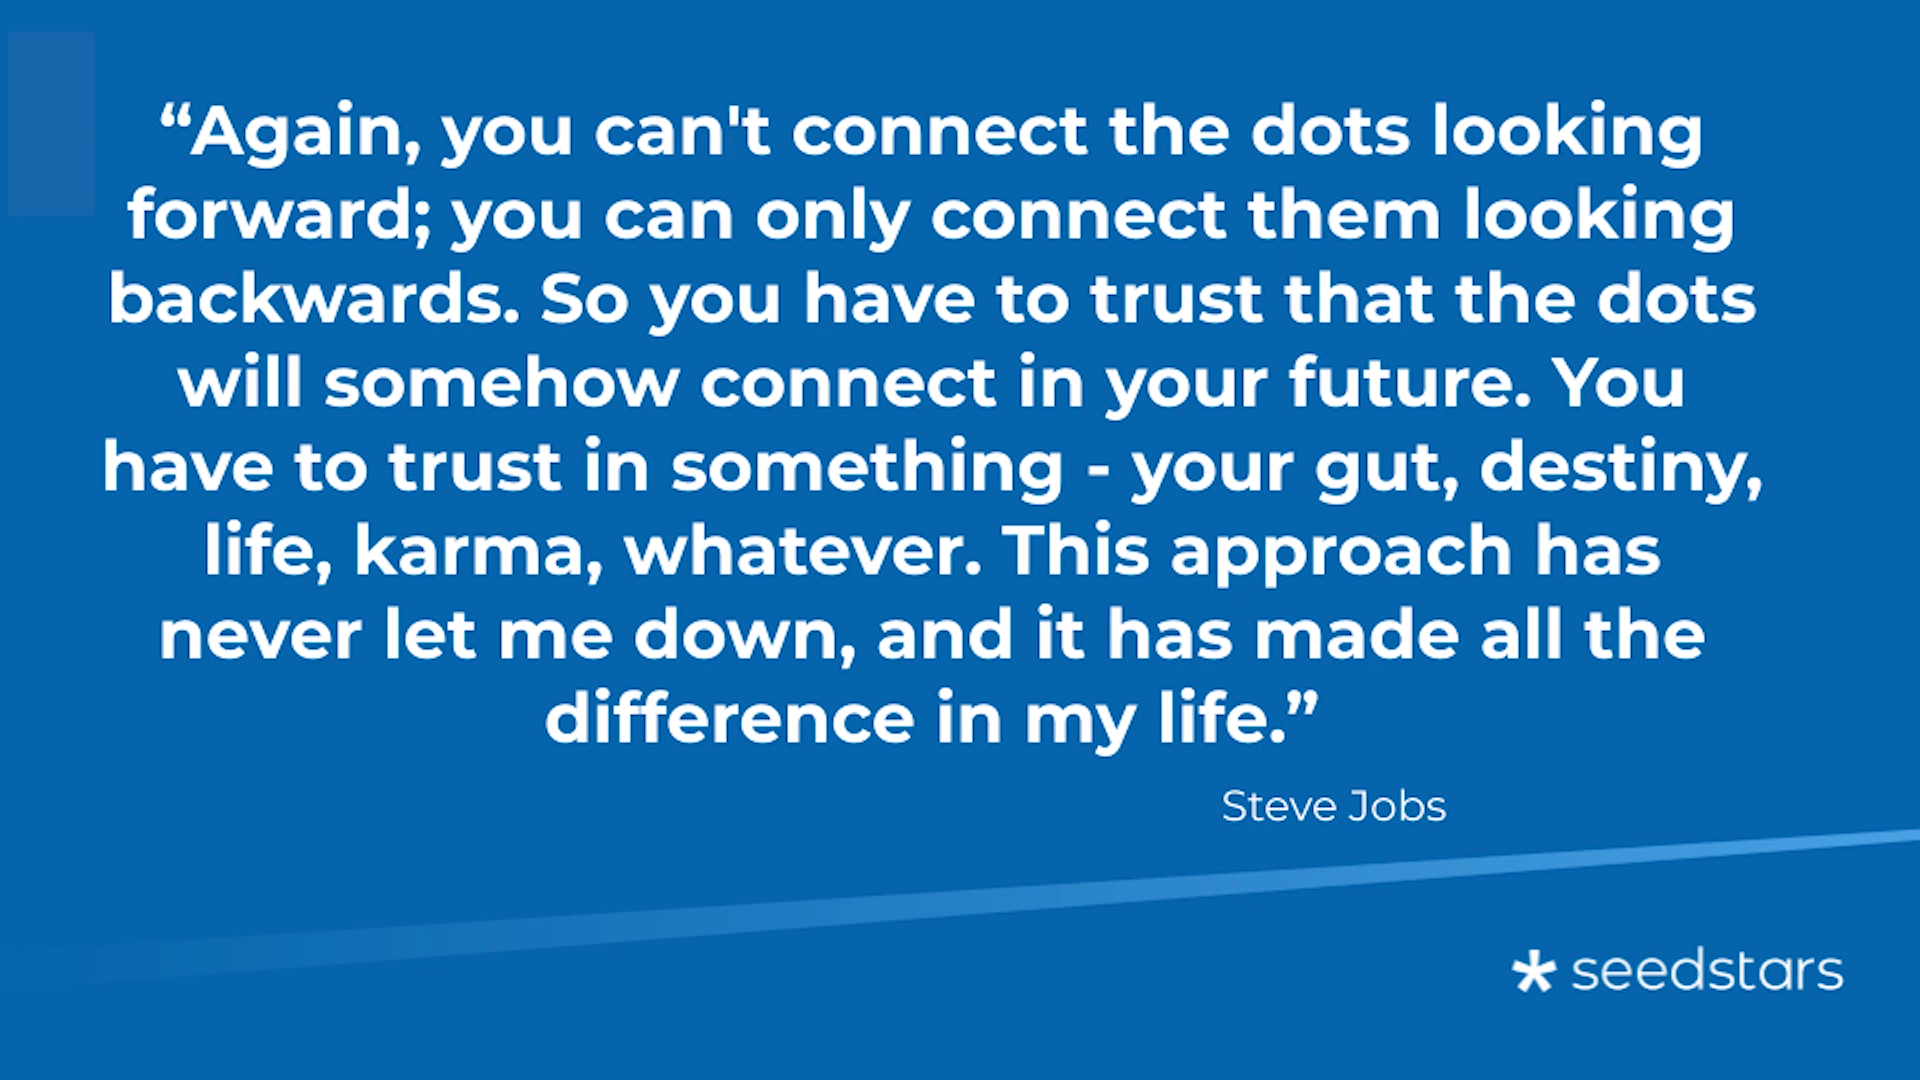 “Again, you can't connect the dots looking
forward; you can only connect them looking
backwards. So you have to trust that the dots
will somehow connect in your future. You
have to trust in something - your gut, destiny,
life, karma, whatever. This approach has
never let me down, and it has made all the
difference in my life.”
Steve Jobs
seedstars